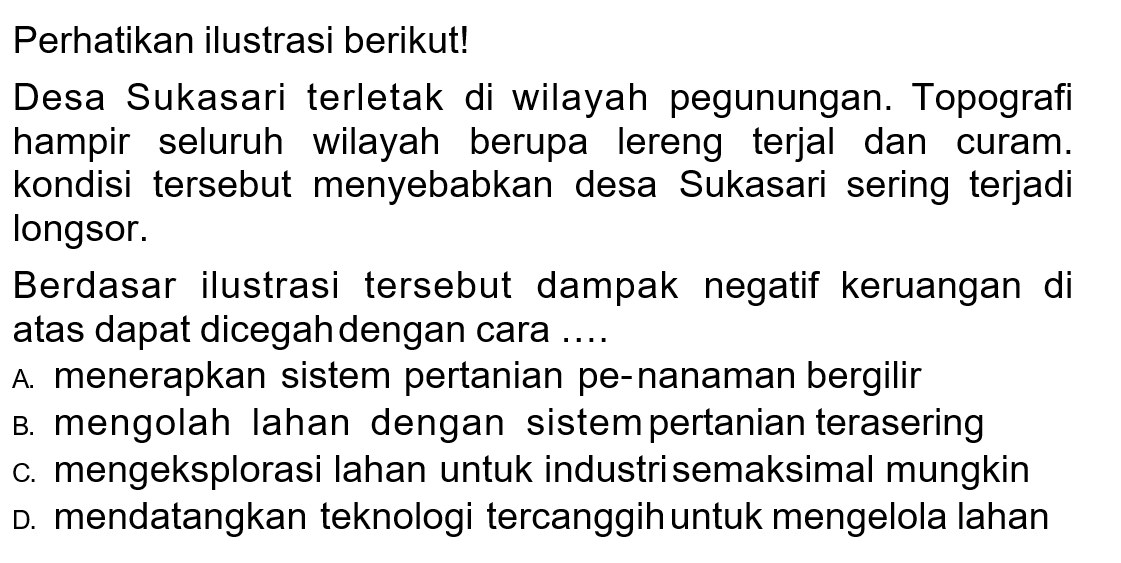 Perhatikan ilustrasi berikut!
Desa Sukasari terletak di wilayah pegunungan. Topografi
hampir seluruh wilayah berupa lereng terjal dan curam.
kondisi tersebut menyebabkan desa Sukasari sering terjadi
longsor.
Berdasar ilustrasi tersebut dampak negatif keruangan di
atas dapat dicegah dengan cara ....
A. menerapkan sistem pertanian pe-nanaman bergilir
B. mengolah lahan dengan sistem pertanian terasering
C. mengeksplorasi lahan untuk industri semaksimal mungkin
D. mendatangkan teknologi tercanggih untuk mengelola lahan